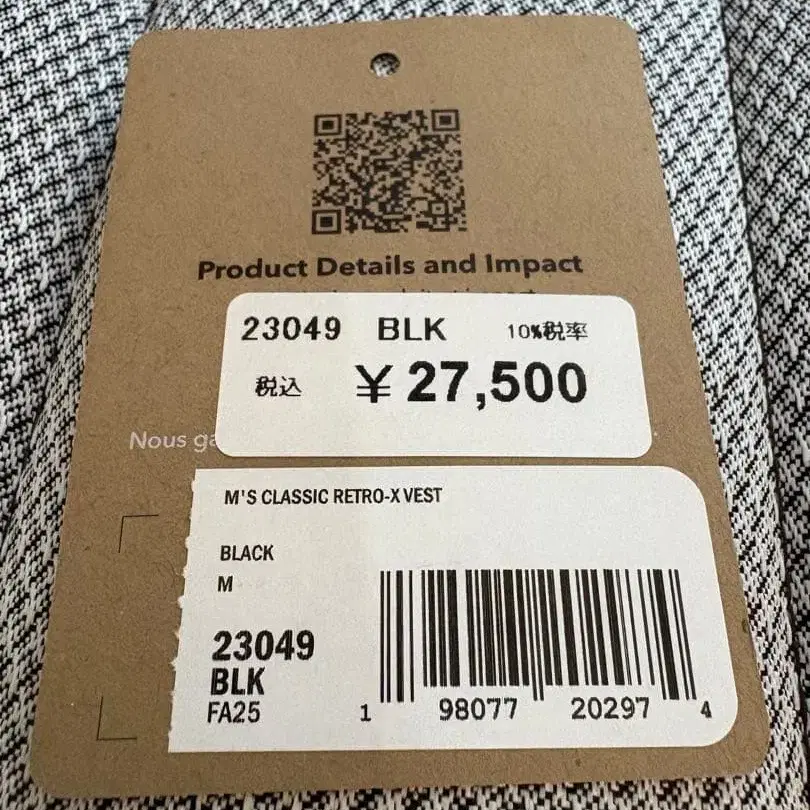 Product Details and Impact
23049 BLK 10%税率
税込 ¥27,500
Nous ga
M'S CLASSIC RETRO-X VEST
BLACK
M
23049
BLK
FA25
1 98077 20297 4